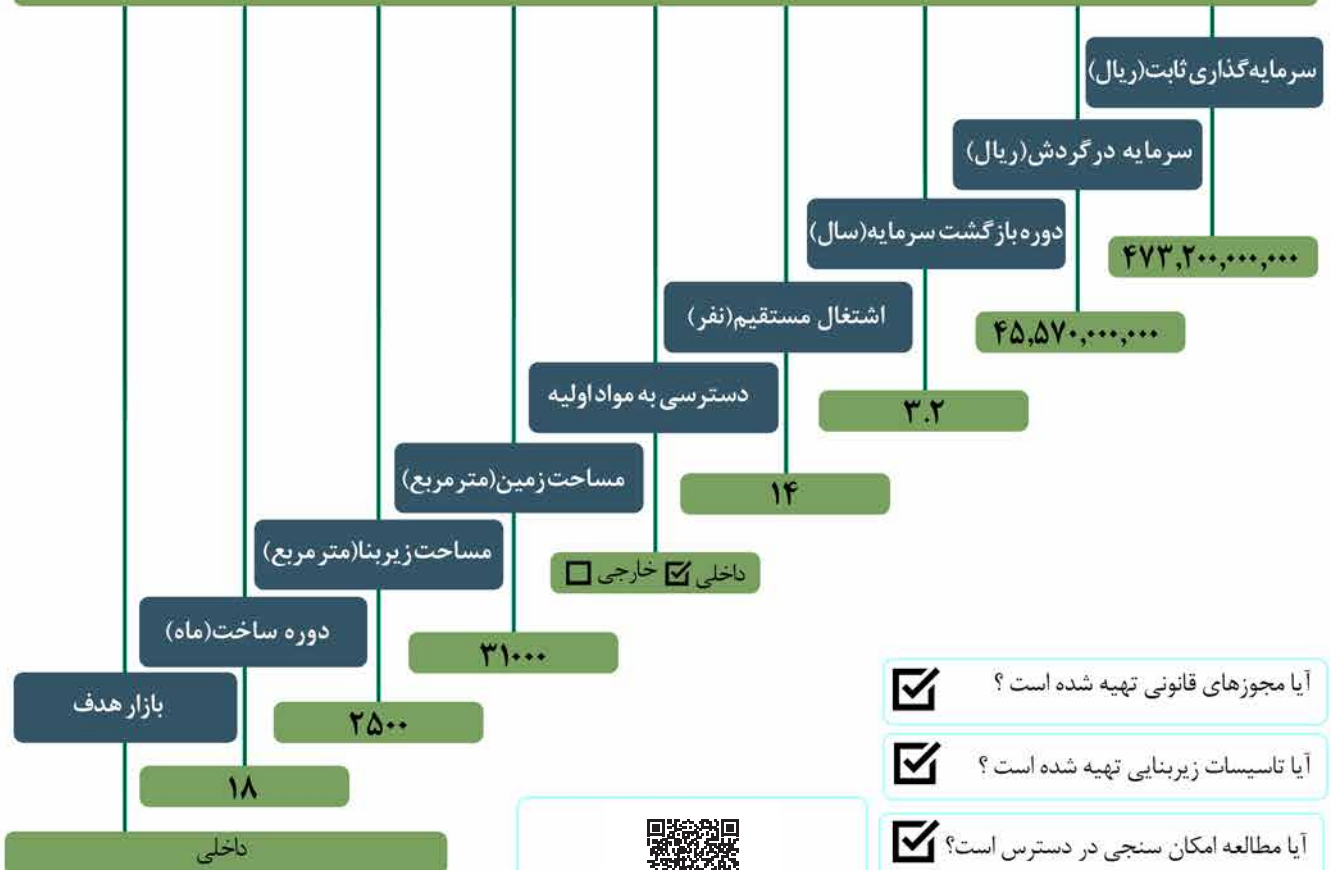 سرمایه‌گذاری ثابت(ریال)
۴۷۳,۲۰۰,۰۰۰,۰۰۰
سرمایه در گردش(ریال)
۴۵,۵۷۰,۰۰۰,۰۰۰
دوره بازگشت سرمایه(سال)
۳.۲
اشتغال مستقیم(نفر)
۱۴
دسترسی به مواد اولیه
داخلی ☑ خارجی ☐
مساحت زمین(متر مربع)
۳۱۰۰۰
مساحت زیربنا(متر مربع)
۲۵۰۰
دوره ساخت(ماه)
۱۸
بازار هدف
داخلی
آیا مجوزهای قانونی تهیه شده است ؟ ☑
آیا تاسیسات زیربنایی تهیه شده است ؟ ☑
آیا مطالعه امکان سنجی در دسترس است؟ ☑